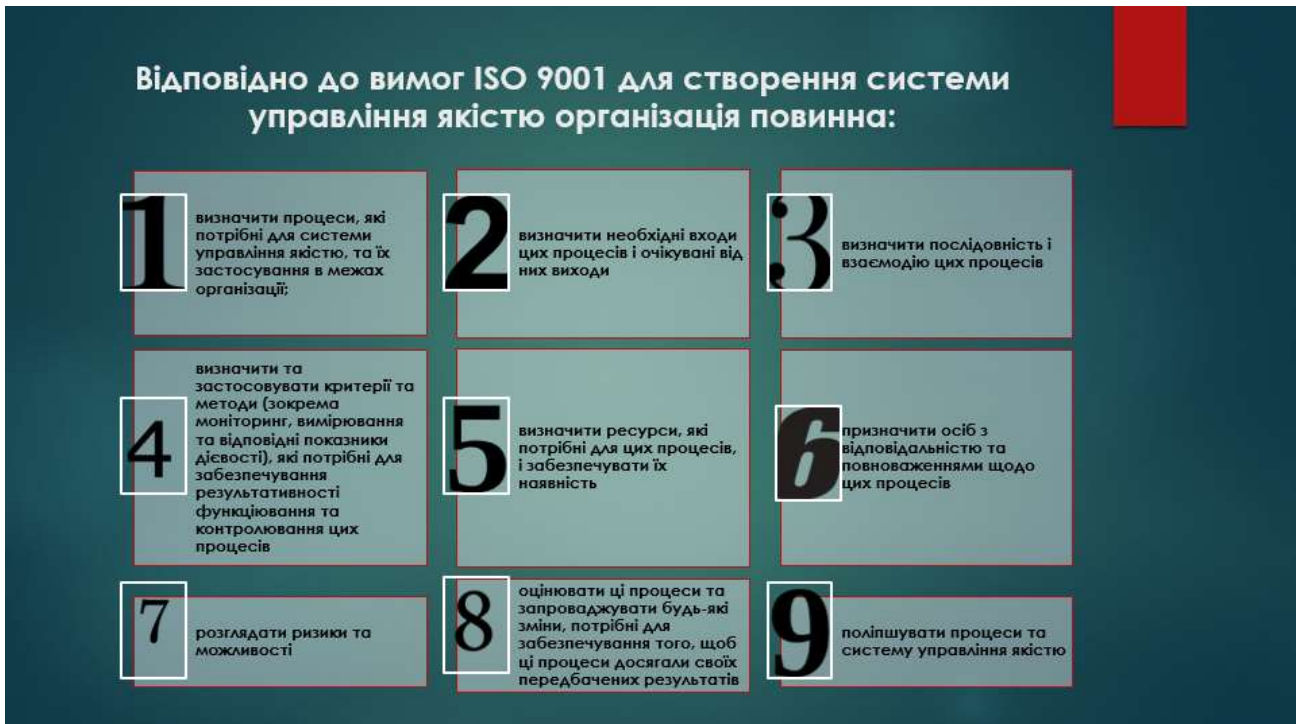 Відповідно до вимог ISO 9001 для створення системи
управління якістю організація повинна:
1
визначити процеси, які
потрібні для системи
управління якістю, та їх
застосування в межах
організації;
2
визначити необхідні входи
цих процесів і очікувані від
них виходи
3
визначити послідовність і
взаємодію цих процесів
4
визначити та
застосовувати критерії та
методи (зокрема
моніторинг, вимірювання
та відповідні показники
дієвості), які потрібні для
забезпечування
результативності
функціювання та
контролювання цих
процесів
5
визначити ресурси, які
потрібні для цих процесів,
і забезпечувати їх
наявність
6
призначити осіб з
відповідальністю та
повноваженнями щодо
цих процесів
7
розглядати ризики та
можливості
8
оцінювати ці процеси та
запроваджувати будь-які
зміни, потрібні для
забезпечування того, щоб
ці процеси досягали своїх
передбачених результатів
9
поліпшувати процеси та
систему управління якістю